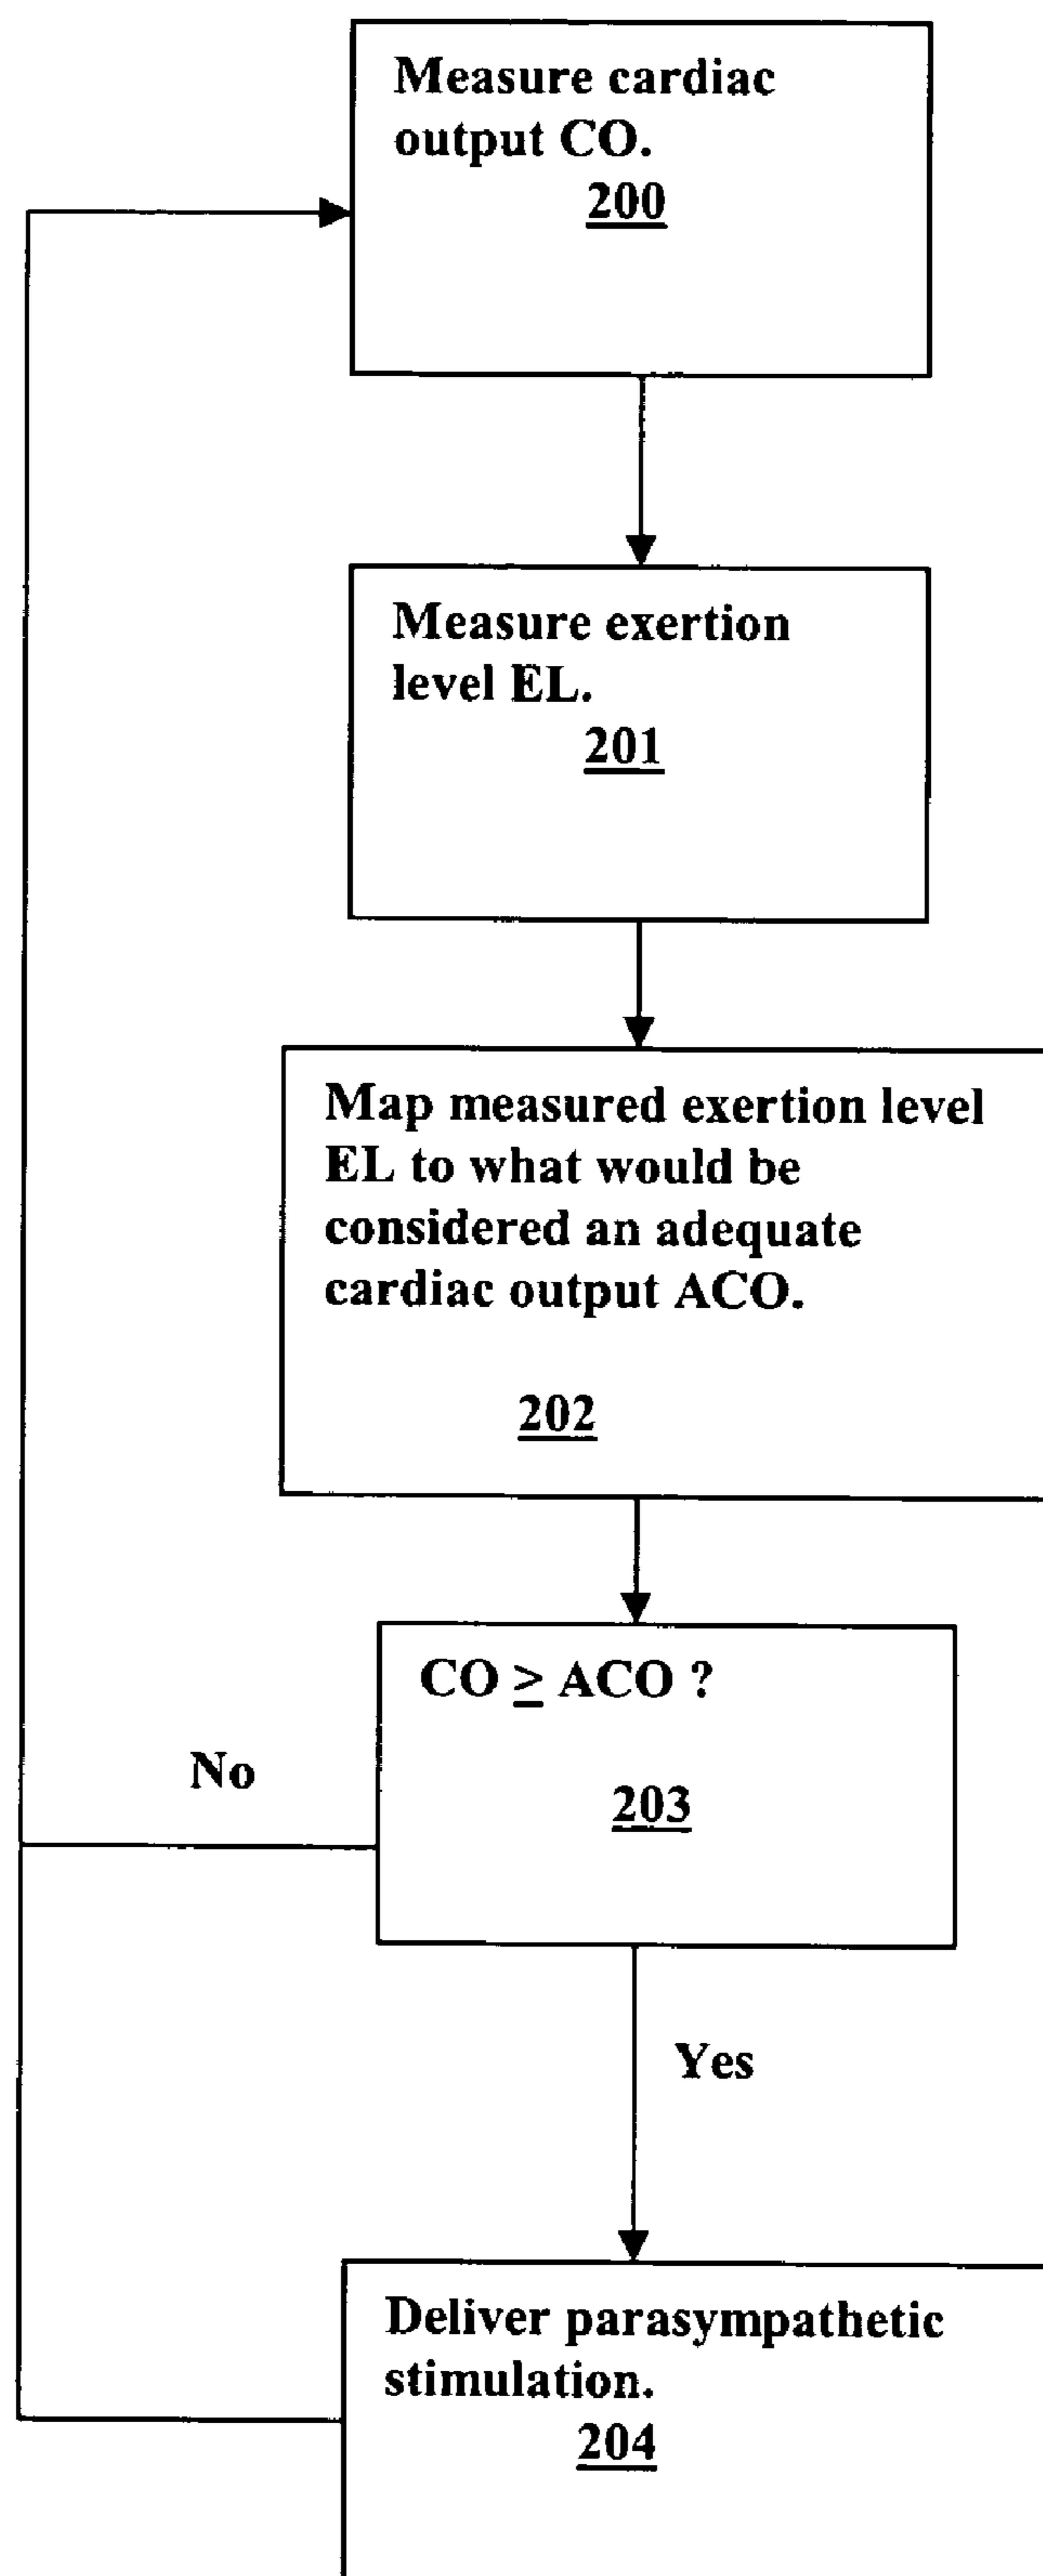 Measure cardiac
output CO.
200
Measure exertion
level EL.
201
Map measured exertion level
EL to what would be
considered an adequate
cardiac output ACO.
202
CO ≥ ACO ?
203
No
Yes
Deliver parasympathetic
stimulation.
204